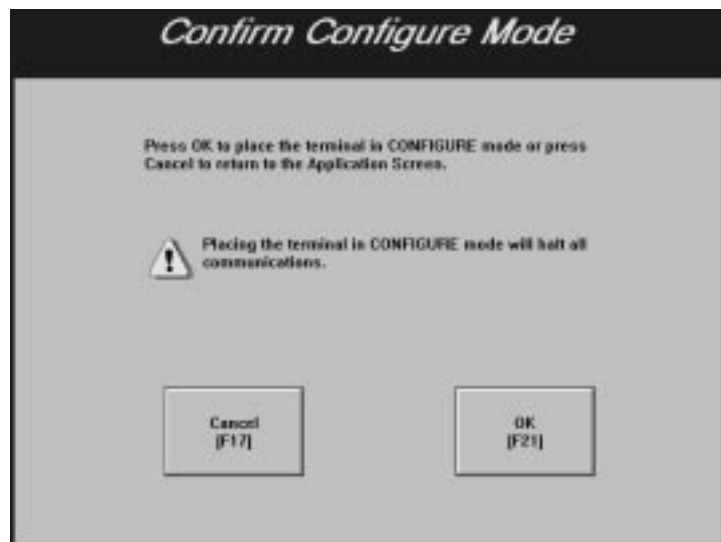 Confirm Configure Mode
Press OK to place the terminal in CONFIGURE mode or press
Cancel to return to the Application Screen.
Placing the terminal in CONFIGURE mode will halt all
communications.
Cancel
[F17]
OK
[F21]